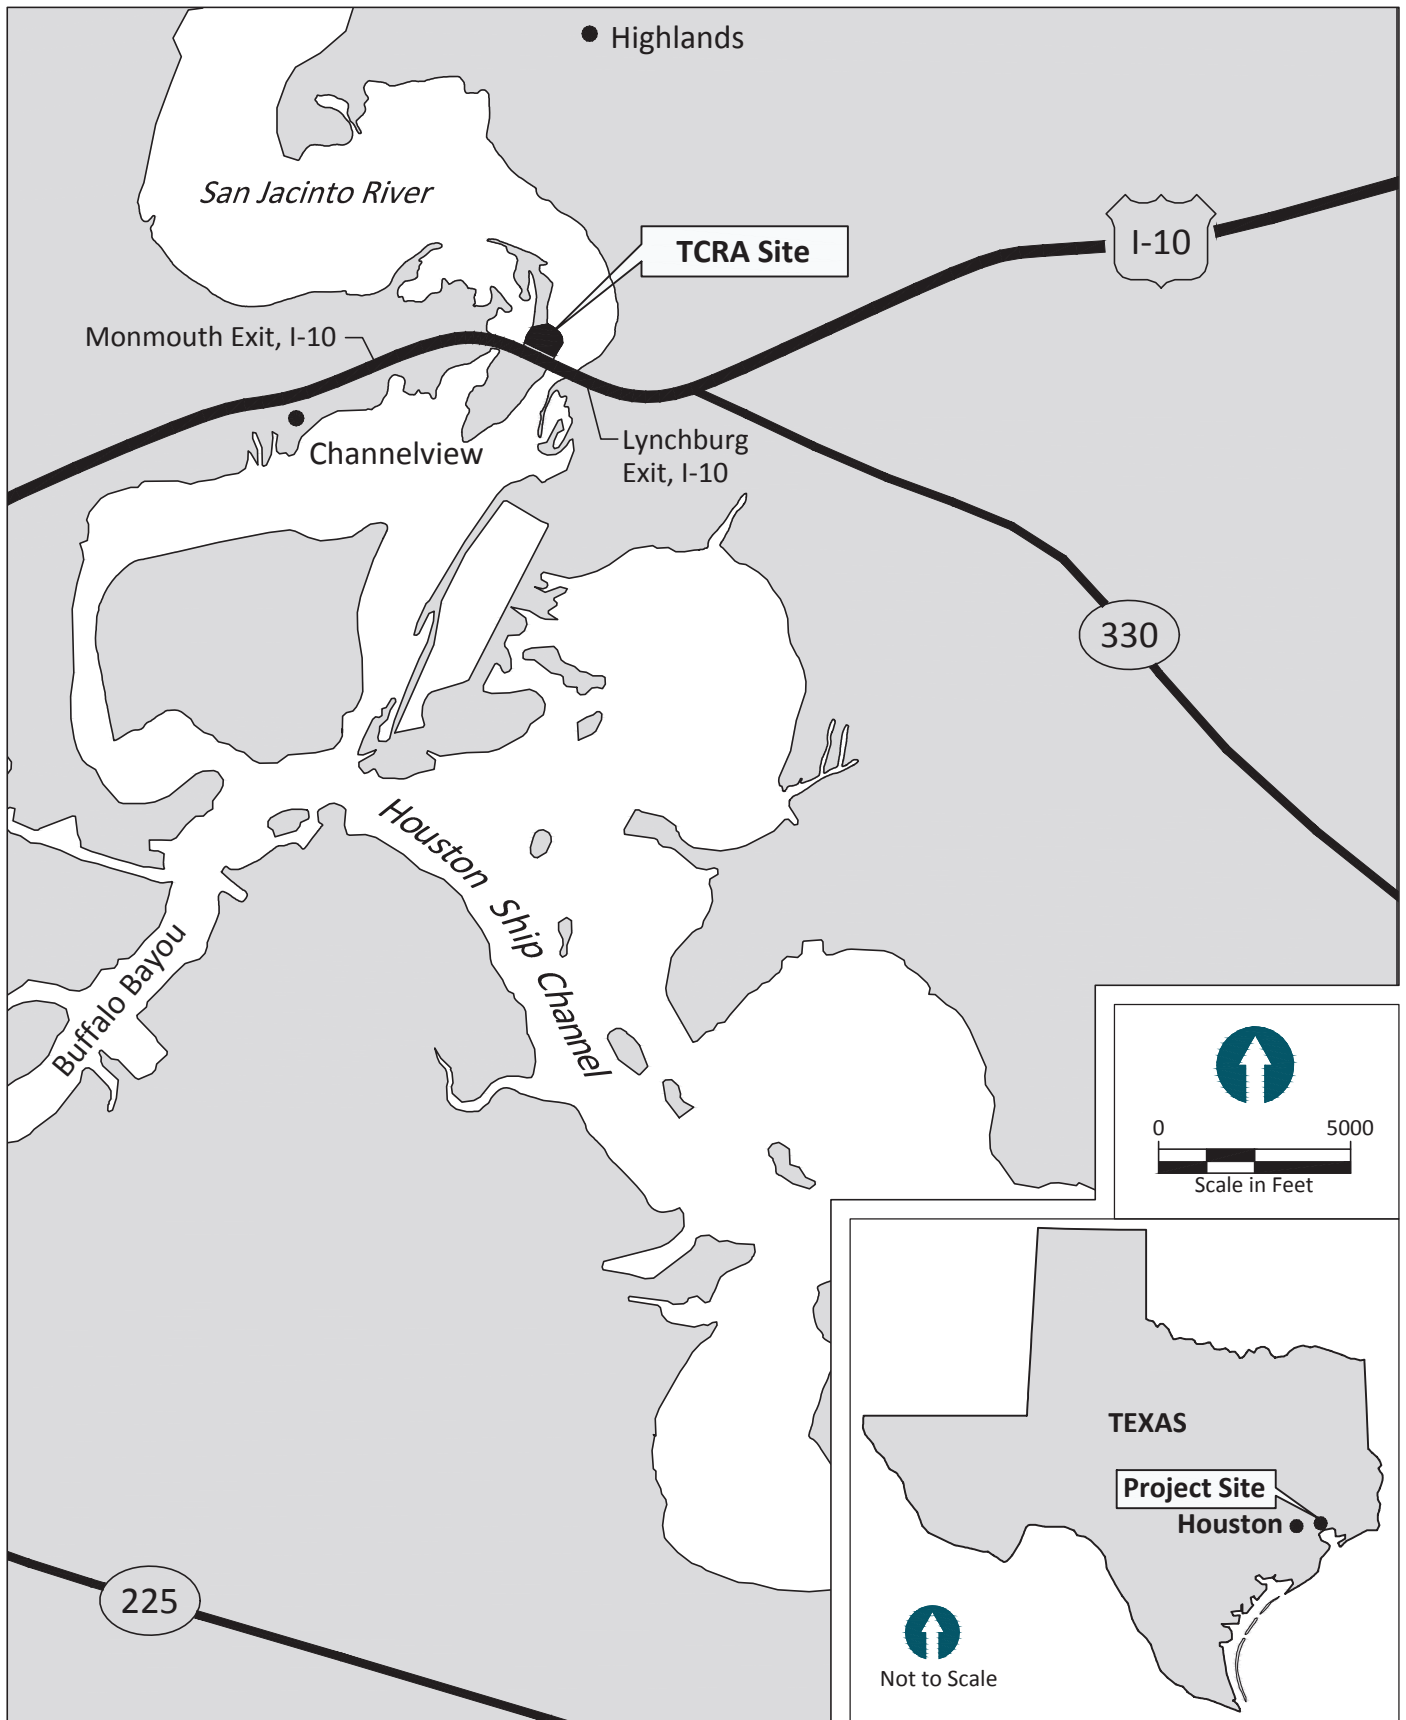 Highlands
San Jacinto River
TCRA Site
I-10
Monmouth Exit, I-10
Channelview
Lynchburg
Exit, I-10
330
Houston Ship Channel
Buffalo Bayou
0 5000
Scale in Feet
TEXAS
Project Site
Houston
225
Not to Scale